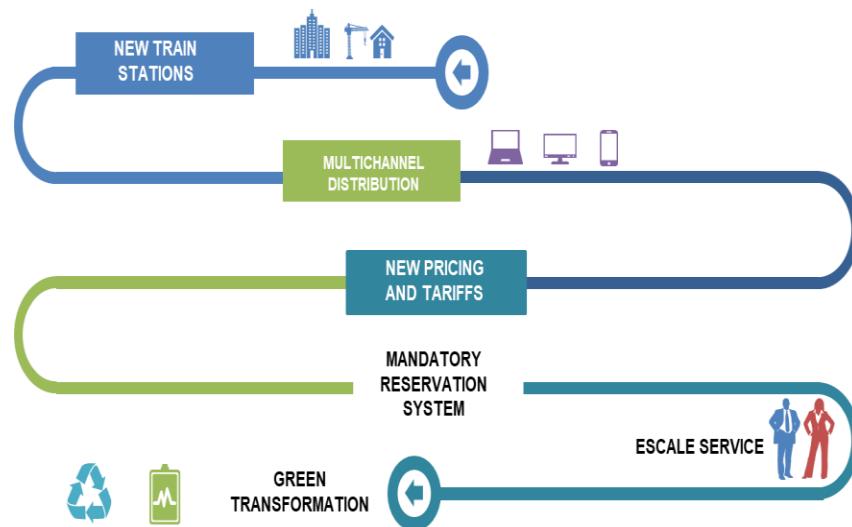 NEW TRAIN
STATIONS
MULTICHANNEL
DISTRIBUTION
NEW PRICING
AND TARIFFS
MANDATORY
RESERVATION
SYSTEM
ESCALE SERVICE
GREEN
TRANSFORMATION